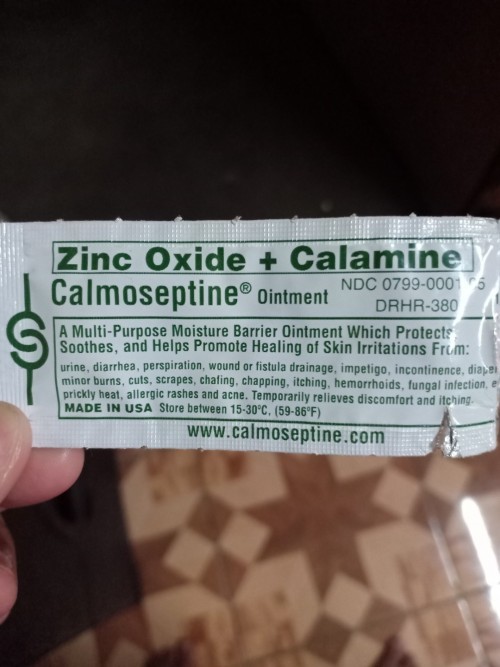 Zinc Oxide + Calamine
Calmoseptine® Ointment
NDC 0799-0001-05
DRHR-380
A Multi-Purpose Moisture Barrier Ointment Which Protects,
Soothes, and Helps Promote Healing of Skin Irritations From:
urine, diarrhea, perspiration, wound or fistula drainage, impetigo, incontinence, diaper
minor burns, cuts, scrapes, chafing, chapping, itching, hemorrhoids, fungal infection,
prickly heat, allergic rashes and acne. Temporarily relieves discomfort and itching.
MADE IN USA Store between 15-30°C. (59-86°F)
www.calmoseptine.com